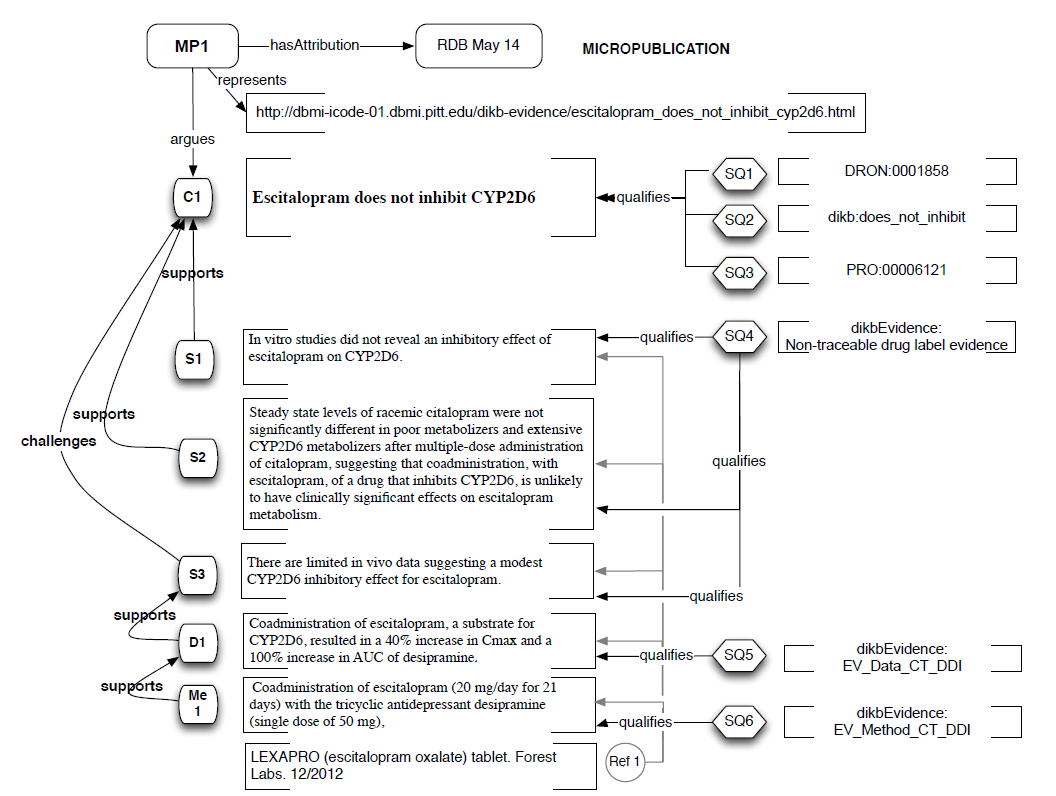 MP1
hasAttribution
RDB May 14
MICROPUBLICATION
represents
http://dbmi-icode-01.dbmi.pitt.edu/dikb-evidence/escitalopram_does_not_inhibit_cyp2d6.html
argues
C1
Escitalopram does not inhibit CYP2D6
qualifies
SQ1
DRON:0001858
SQ2
dikb:does_not_inhibit
SQ3
PRO:00006121
supports
S1
In vitro studies did not reveal an inhibitory effect of
escitalopram on CYP2D6.
qualifies
SQ4
dikbEvidence:
Non-traceable drug label evidence
supports
challenges
S2
Steady state levels of racemic citalopram were not
significantly different in poor metabolizers and extensive
CYP2D6 metabolizers after multiple-dose administration
of citalopram, suggesting that coadministration, with
escitalopram, of a drug that inhibits CYP2D6, is unlikely
to have clinically significant effects on escitalopram
metabolism.
qualifies
S3
There are limited in vivo data suggesting a modest
CYP2D6 inhibitory effect for escitalopram.
qualifies
supports
D1
Coadministration of escitalopram, a substrate for
CYP2D6, resulted in a 40% increase in Cmax and a
100% increase in AUC of desipramine.
qualifies
SQ5
dikbEvidence:
EV_Data_CT_DDI
supports
Me
1
Coadministration of escitalopram (20 mg/day for 21
days) with the tricyclic antidepressant desipramine
(single dose of 50 mg),
qualifies
SQ6
dikbEvidence:
EV_Method_CT_DDI
LEXAPRO (escitalopram oxalate) tablet. Forest
Labs. 12/2012
Ref 1